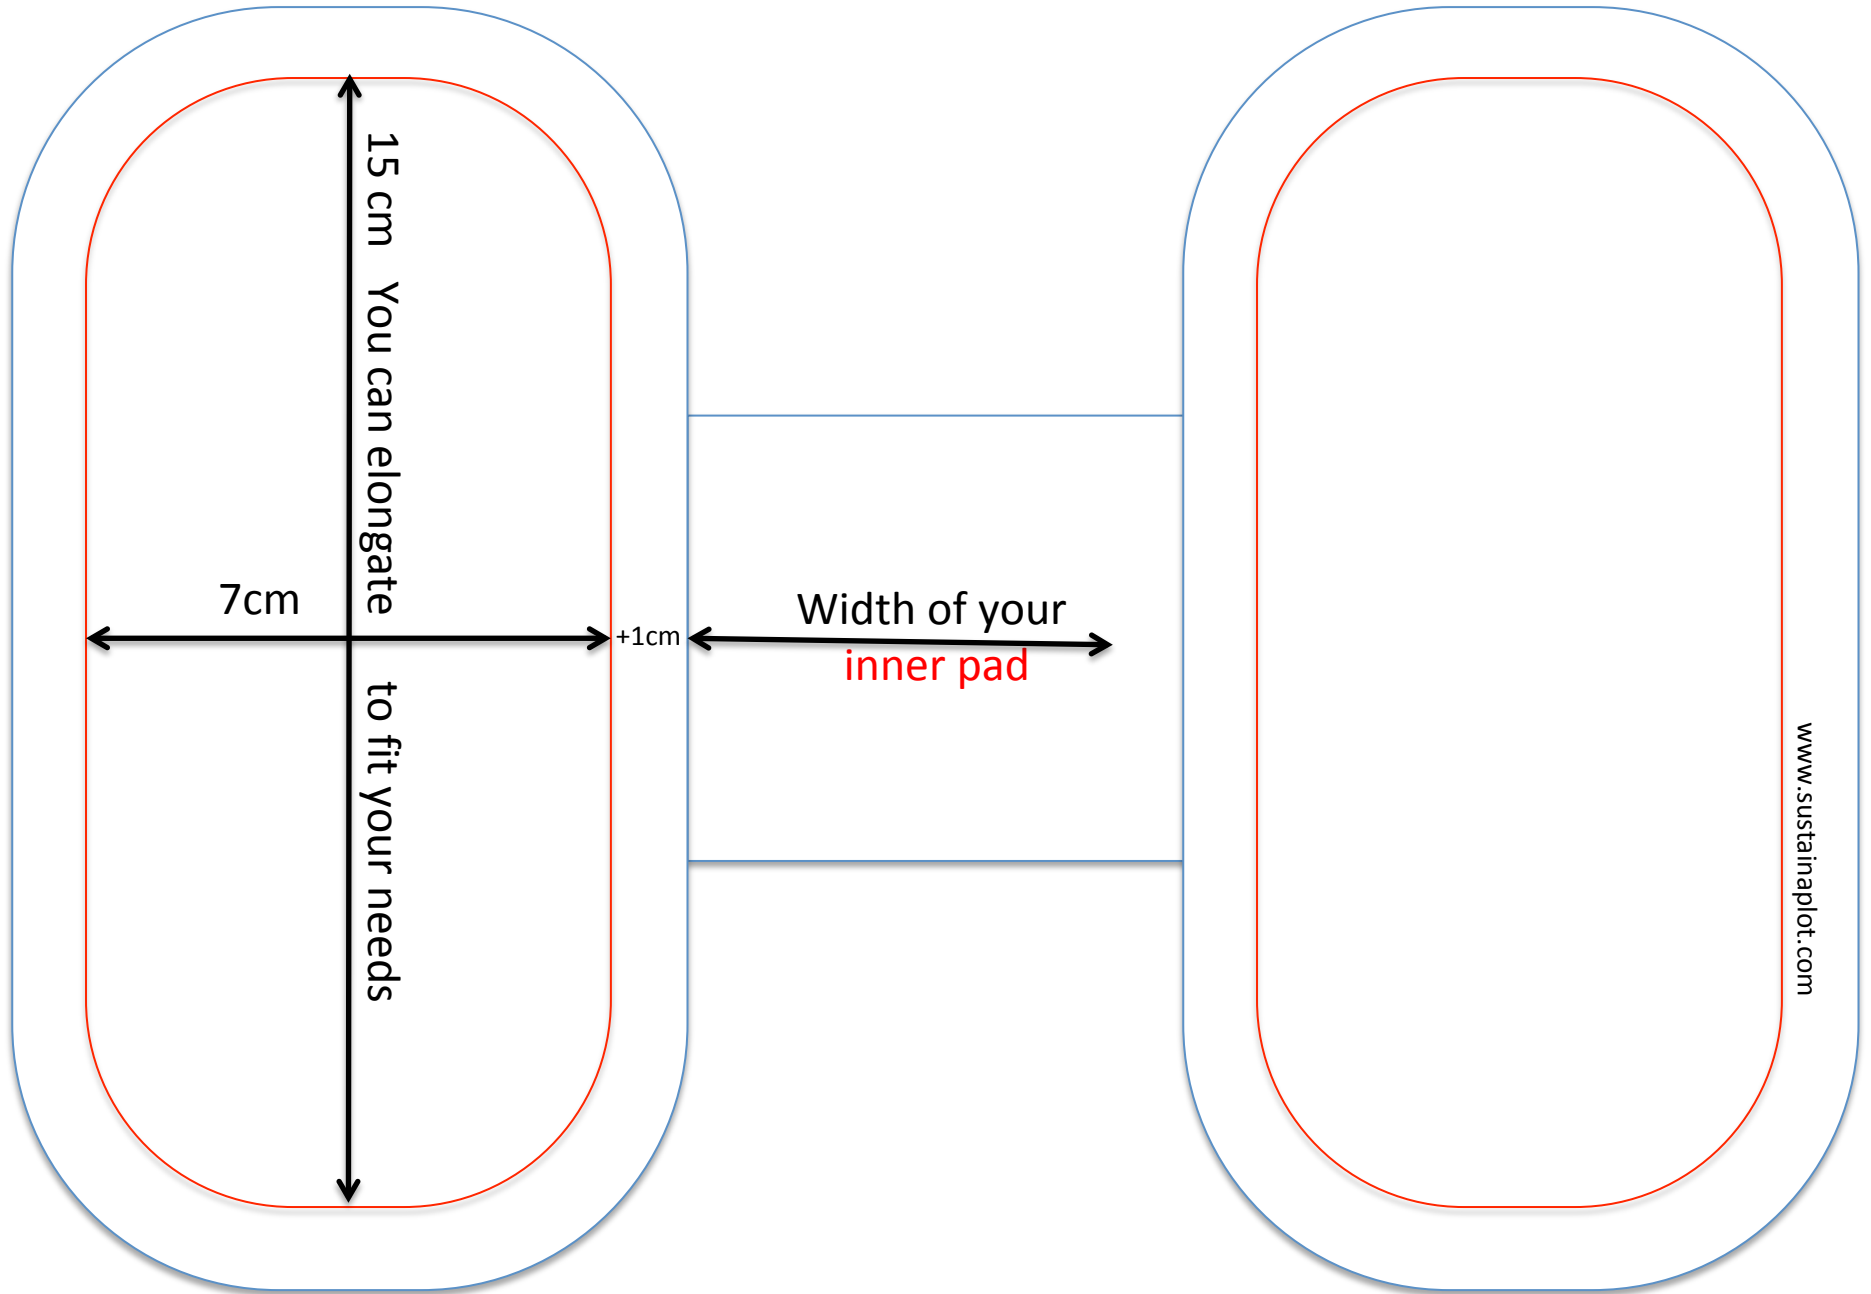 15 cm You can elongate to fit your needs
7cm
+1cm
Width of your
inner pad
www.sustainaplot.com